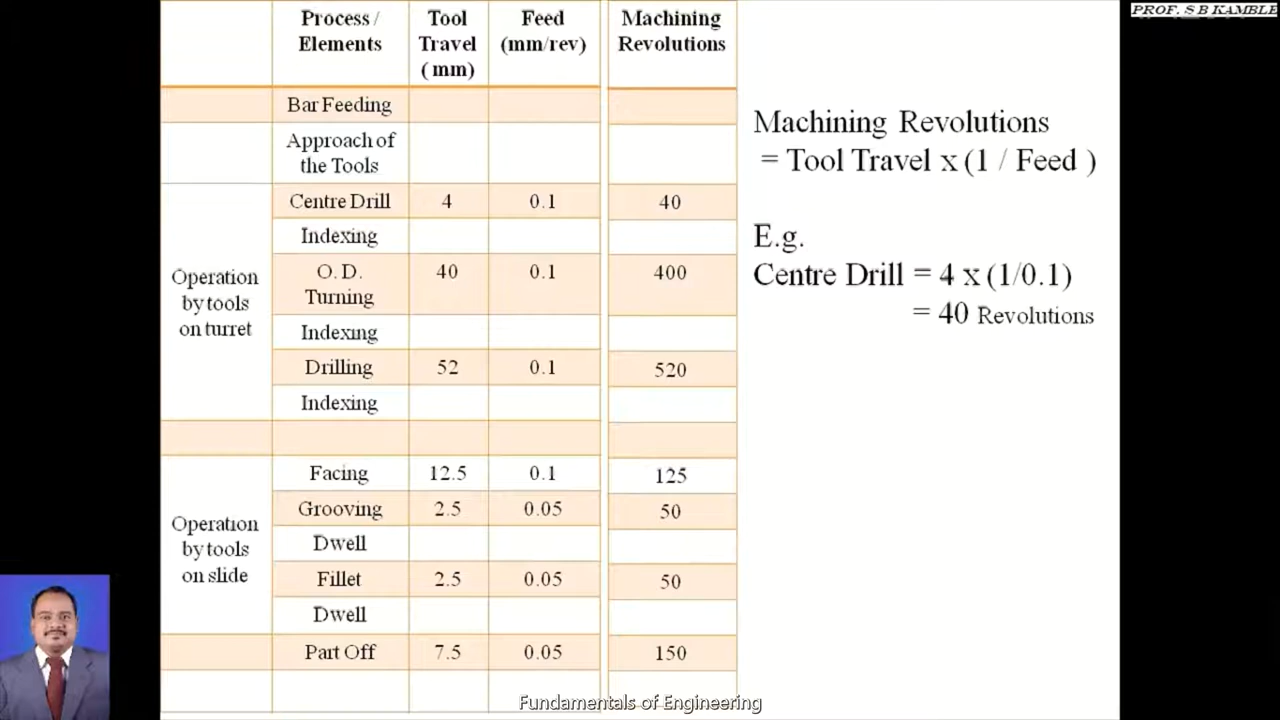 PROF. S B KAMBLE
Process / Tool Feed Machining
Elements Travel (mm/rev) Revolutions
( mm)
Bar Feeding
Approach of
the Tools
Centre Drill 4 0.1 40
Indexing
Operation
by tools
on turret
O. D. 40 0.1 400
Turning
Indexing
Drilling 52 0.1 520
Indexing
Facing 12.5 0.1 125
Grooving 2.5 0.05 50
Operation
by tools
on slide
Dwell
Fillet 2.5 0.05 50
Dwell
Part Off 7.5 0.05 150
Machining Revolutions
= Tool Travel x (1 / Feed )
E.g.
Centre Drill = 4 x (1/0.1)
= 40 Revolutions
Fundamentals of Engineering